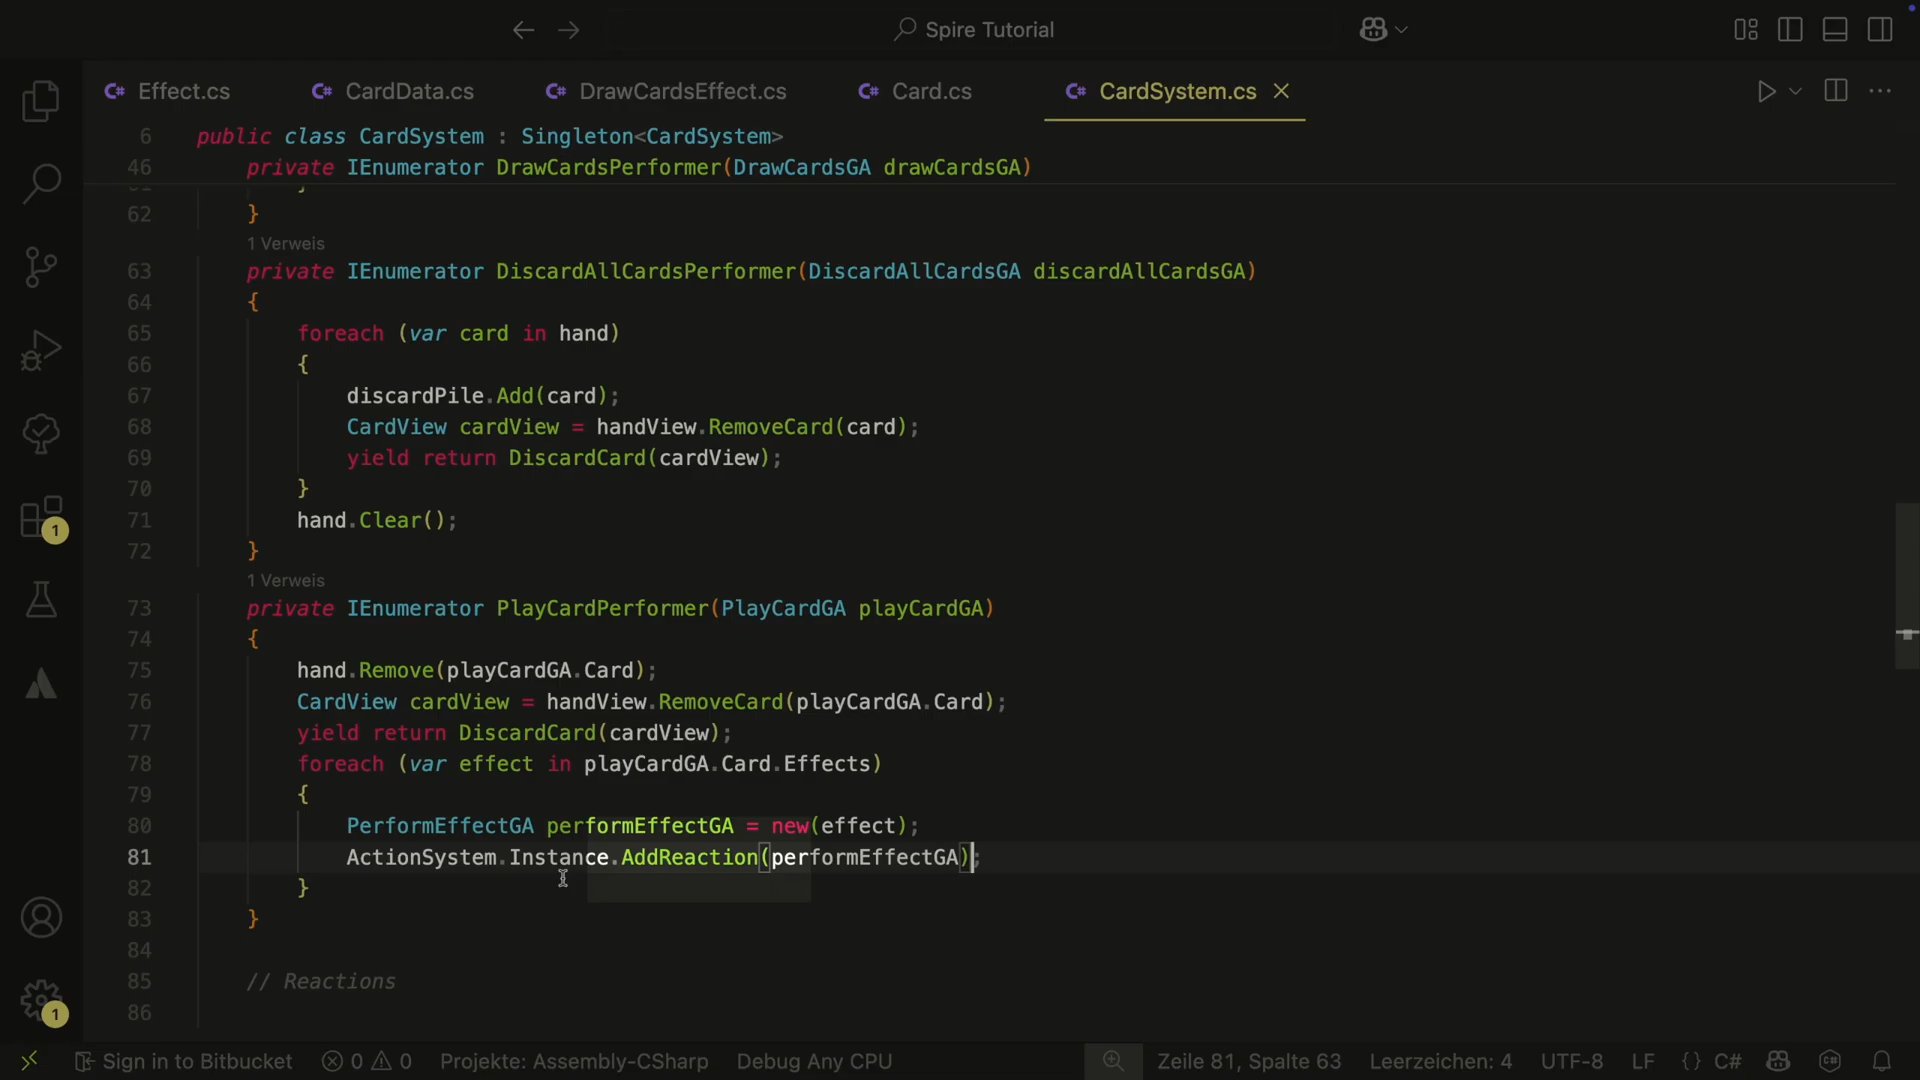 Spire Tutorial
Effect.cs CardData.cs DrawCardsEffect.cs Card.cs CardSystem.cs
6 public class CardSystem : Singleton<CardSystem>
46 private IEnumerator DrawCardsPerformer(DrawCardsGA drawCardsGA)
61 }
62 }
1 Verweis
63 private IEnumerator DiscardAllCardsPerformer(DiscardAllCardsGA discardAllCardsGA)
64 {
65 foreach (var card in hand)
66 {
67 discardPile.Add(card);
68 CardView cardView = handView.RemoveCard(card);
69 yield return DiscardCard(cardView);
70 }
71 hand.Clear();
72 }
1 Verweis
73 private IEnumerator PlayCardPerformer(PlayCardGA playCardGA)
74 {
75 hand.Remove(playCardGA.Card);
76 CardView cardView = handView.RemoveCard(playCardGA.Card);
77 yield return DiscardCard(cardView);
78 foreach (var effect in playCardGA.Card.Effects)
79 {
80 PerformEffectGA performEffectGA = new(effect);
81 ActionSystem.Instance.AddReaction(performEffectGA);
82 }
83 }
84
85 // Reactions
86
1
1
Sign in to Bitbucket 0 0 Projekte: Assembly-CSharp Debug Any CPU Zeile 81, Spalte 63 Leerzeichen: 4 UTF-8 LF {} C#